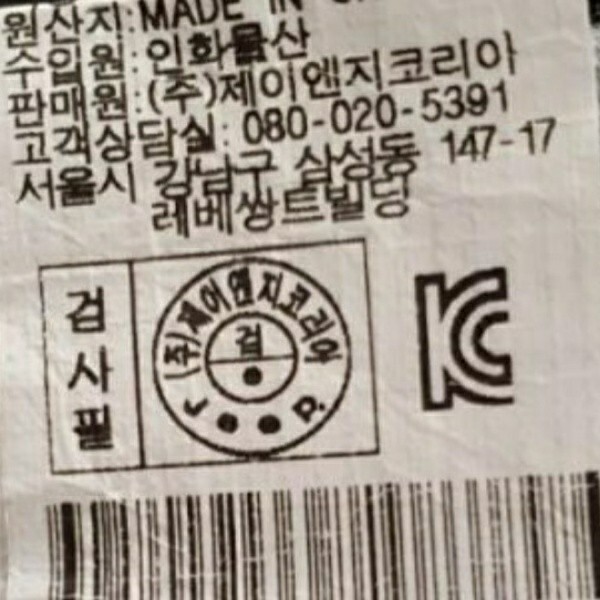 원산지:MADE IN
수입원:인화물산
판매원:(주)제이엔지코리아
고객상담실: 080-020-5391
서울시 강남구 삼성동 147-17
레베쌍트빌딩
검
사
필
(주)제이엔지코리아
검
KC